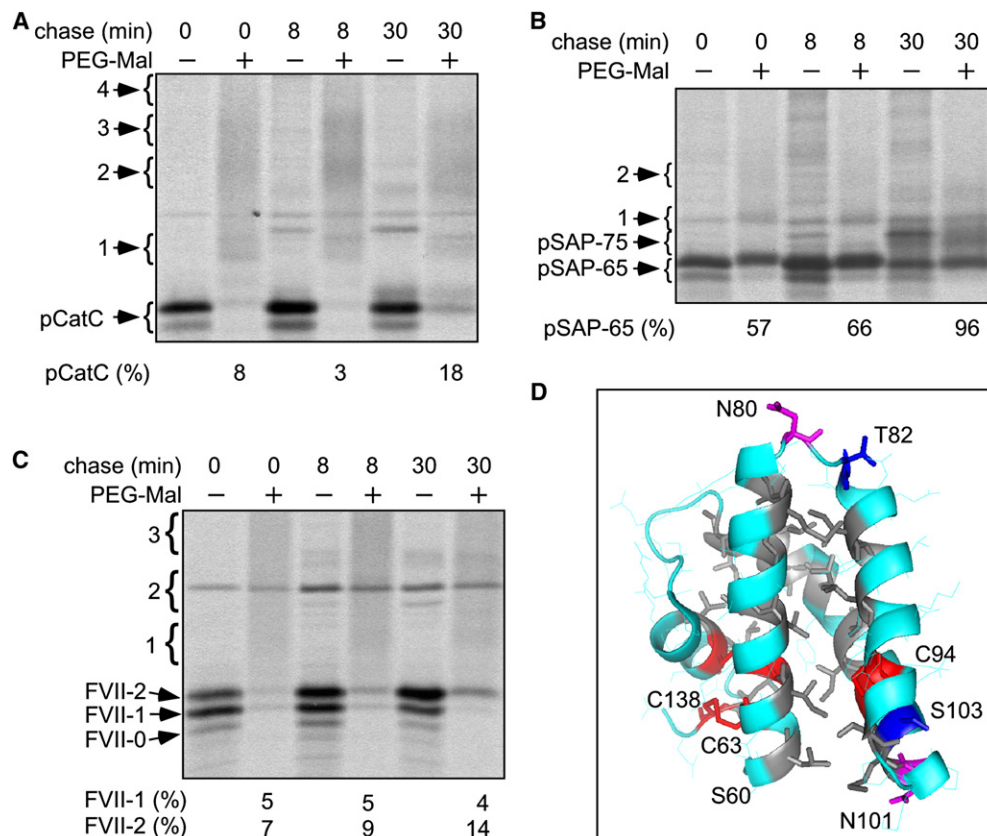 A
chase (min) 0 0 8 8 30 30
PEG-Mal − + − + − +
4
3
2
1
pCatC
pCatC (%) 8 3 18
B
chase (min) 0 0 8 8 30 30
PEG-Mal − + − + − +
2
1
pSAP-75
pSAP-65
pSAP-65 (%) 57 66 96
C
chase (min) 0 0 8 8 30 30
PEG-Mal − + − + − +
3
2
1
FVII-2
FVII-1
FVII-0
FVII-1 (%) 5 5 4
FVII-2 (%) 7 9 14
D
N80
T82
C94
C138
S103
C63
S60
N101